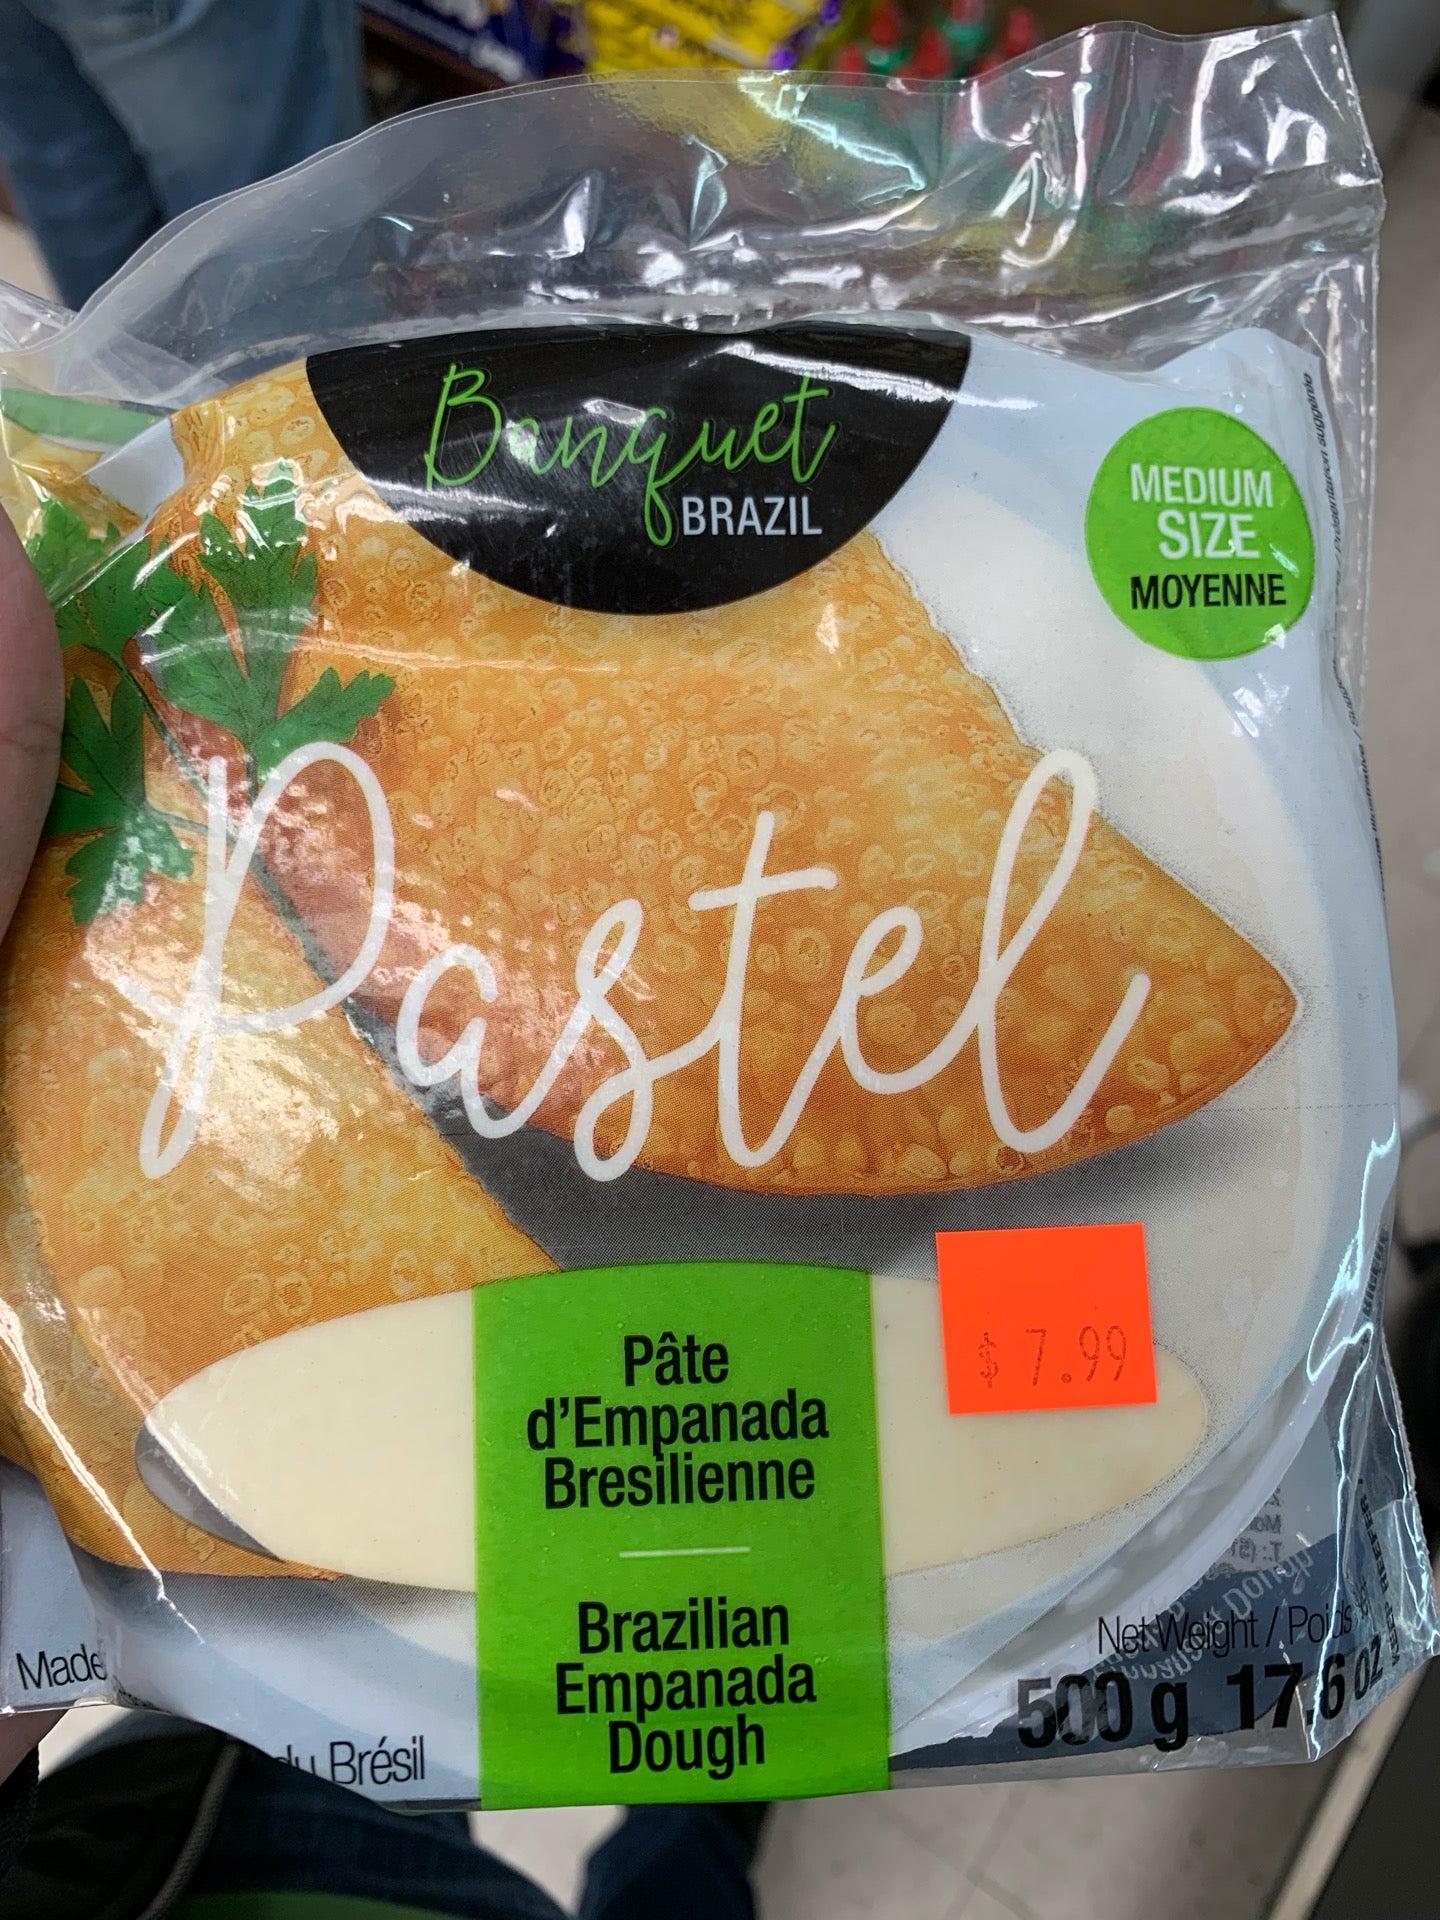 Banquet
BRAZIL
MEDIUM
SIZE
MOYENNE
Pastel
$ 7.99
Pâte
d'Empanada
Bresilienne
Brazilian
Empanada
Dough
Net Weight / Poids
500 g 17.6 oz
Made
du Brésil